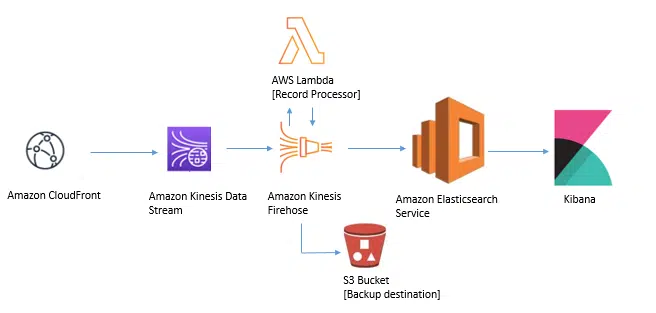 AWS Lambda
[Record Processor]
Amazon CloudFront
Amazon Kinesis Data
Stream
Amazon Kinesis
Firehose
Amazon Elasticsearch
Service
Kibana
S3 Bucket
[Backup destination]